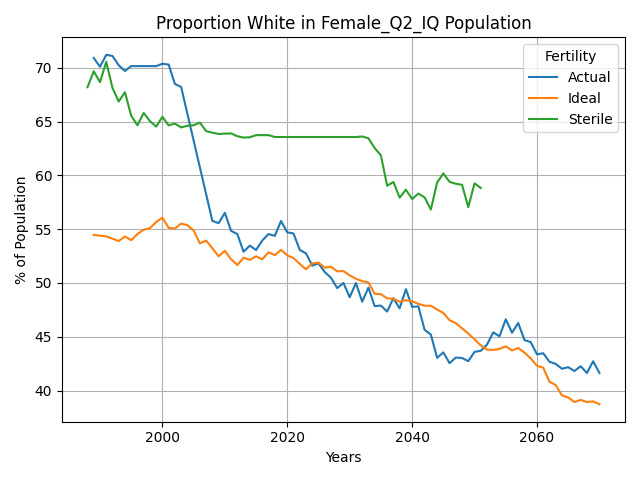 Proportion White in Female_Q2_IQ Population
% of Population
70
65
60
55
50
45
40
2000
2020
2040
2060
Years
Fertility
Actual
Ideal
Sterile